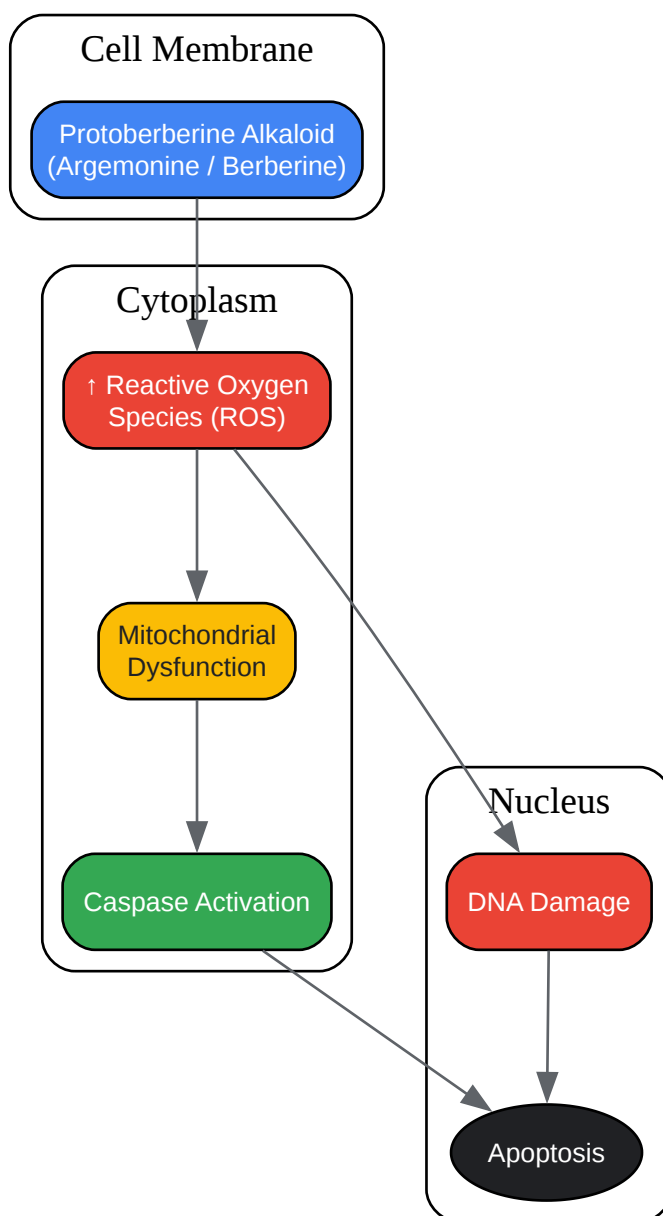 Cell Membrane
Protoberberine Alkaloid
(Argemonine / Berberine)
Cytoplasm
↑ Reactive Oxygen
Species (ROS)
Mitochondrial
Dysfunction
Nucleus
Caspase Activation
DNA Damage
Apoptosis